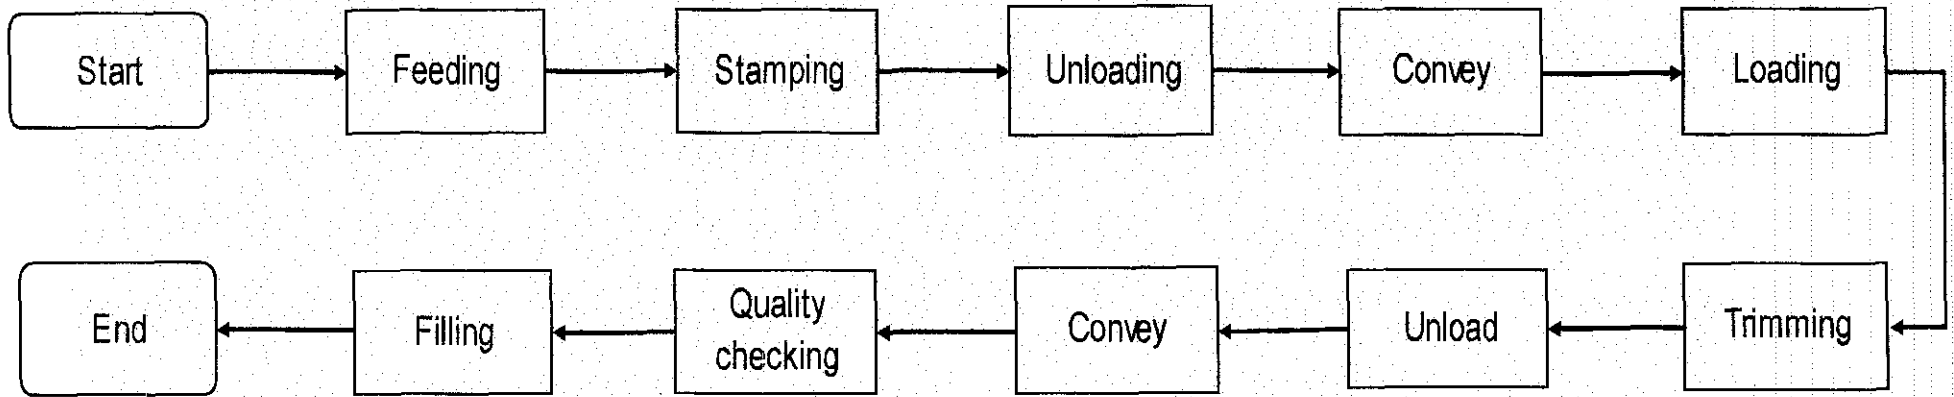 Start
Feeding
Stamping
Unloading
Convey
Loading
Trimming
Unload
Convey
Quality
checking
Filling
End